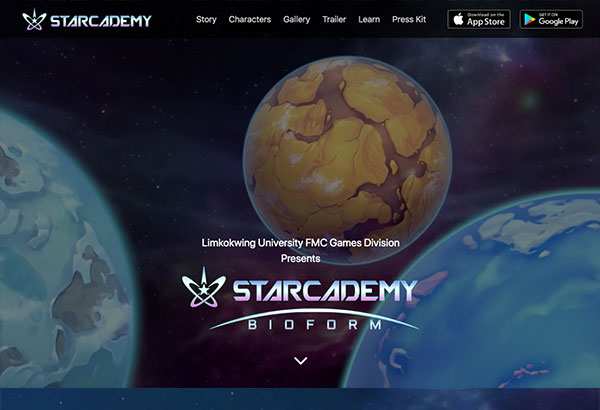 STARCADEMY
Story Characters Gallery Trailer Learn Press Kit
Download on the
App Store
GET IT ON
Google Play
Limkokwing University FMC Games Division
Presents
STARCADEMY
BIOFORM